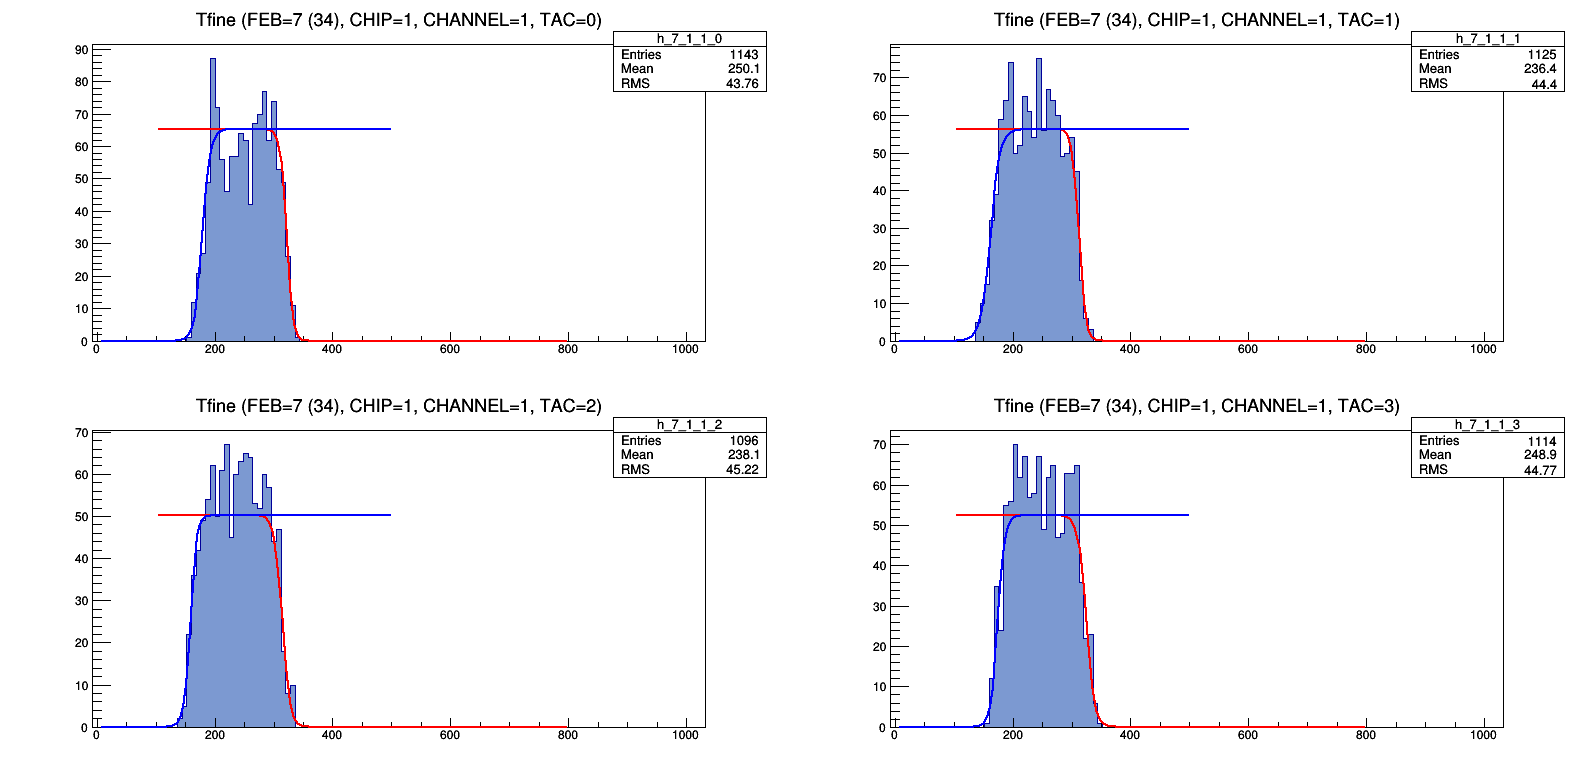 Tfine (FEB=7 (34), CHIP=1, CHANNEL=1, TAC=0)
h_7_1_1_0
Entries 1143
Mean 250.1
RMS 43.76
90
80
70
60
50
40
30
20
10
0
0 200 400 600 800 1000
Tfine (FEB=7 (34), CHIP=1, CHANNEL=1, TAC=1)
h_7_1_1_1
Entries 1125
Mean 236.4
RMS 44.4
70
60
50
40
30
20
10
0
0 200 400 600 800 1000
Tfine (FEB=7 (34), CHIP=1, CHANNEL=1, TAC=2)
h_7_1_1_2
Entries 1096
Mean 238.1
RMS 45.22
70
60
50
40
30
20
10
0
0 200 400 600 800 1000
Tfine (FEB=7 (34), CHIP=1, CHANNEL=1, TAC=3)
h_7_1_1_3
Entries 1114
Mean 248.9
RMS 44.77
70
60
50
40
30
20
10
0
0 200 400 600 800 1000